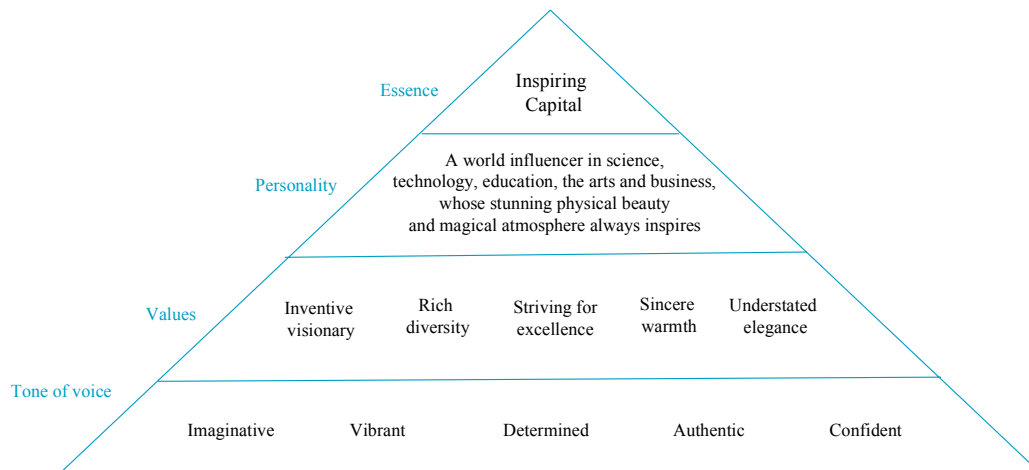 Essence
Inspiring
Capital
Personality
A world influencer in science,
technology, education, the arts and business,
whose stunning physical beauty
and magical atmosphere always inspires
Values
Inventive
visionary
Rich
diversity
Striving for
excellence
Sincere
warmth
Understated
elegance
Tone of voice
Imaginative
Vibrant
Determined
Authentic
Confident